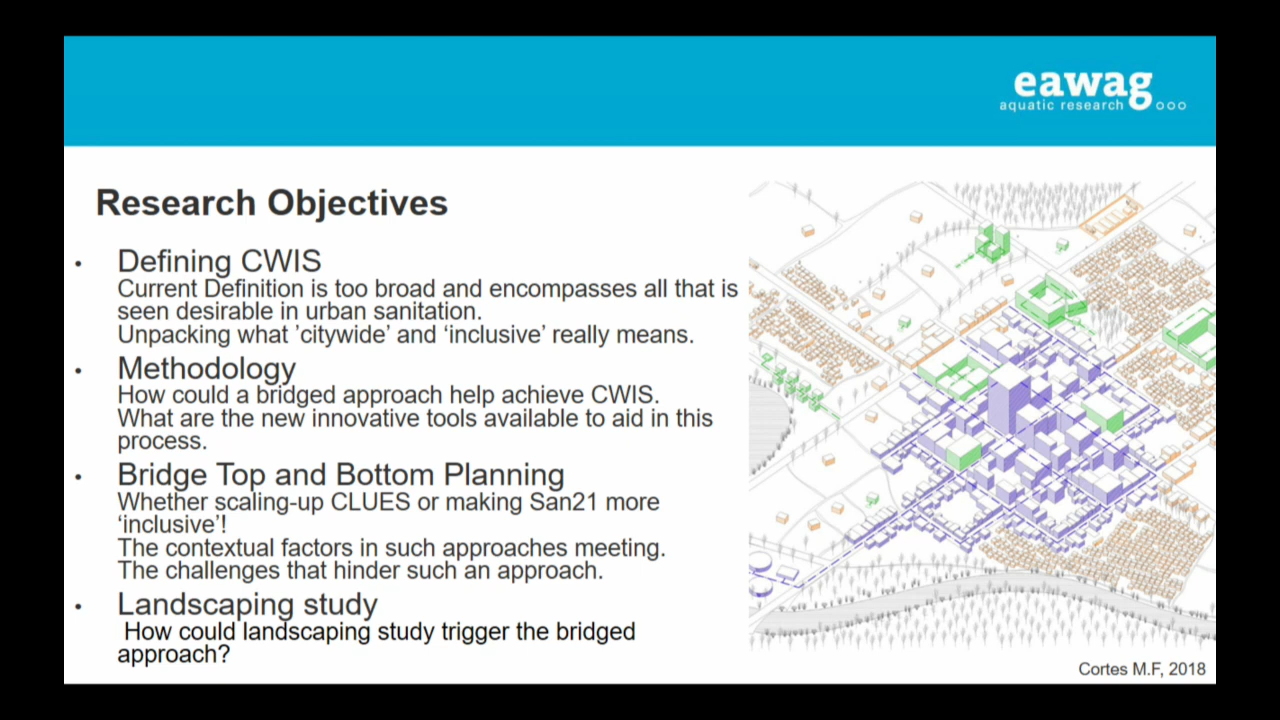 eawag
aquatic research
Research Objectives
• Defining CWIS
Current Definition is too broad and encompasses all that is
seen desirable in urban sanitation.
Unpacking what ’citywide’ and ‘inclusive’ really means.
• Methodology
How could a bridged approach help achieve CWIS.
What are the new innovative tools available to aid in this
process.
• Bridge Top and Bottom Planning
Whether scaling-up CLUES or making San21 more
‘inclusive’!
The contextual factors in such approaches meeting.
The challenges that hinder such an approach.
• Landscaping study
How could landscaping study trigger the bridged
approach?
Cortes M.F, 2018